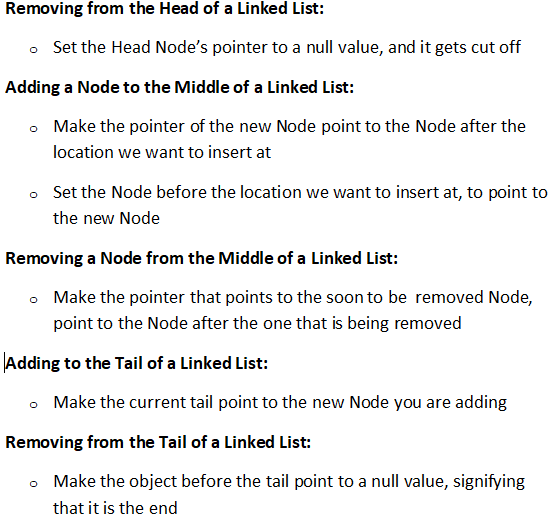 Removing from the Head of a Linked List:
o Set the Head Node's pointer to a null value, and it gets cut off
Adding a Node to the Middle of a Linked List:
o Make the pointer of the new Node point to the Node after the
location we want to insert at
o Set the Node before the location we want to insert at, to point to
the new Node
Removing a Node from the Middle of a Linked List:
o Make the pointer that points to the soon to be  removed Node,
point to the Node after the one that is being removed
Adding to the Tail of a Linked List:
o Make the current tail point to the new Node you are adding
Removing from the Tail of a Linked List:
o Make the object before the tail point to a null value, signifying
that it is the end